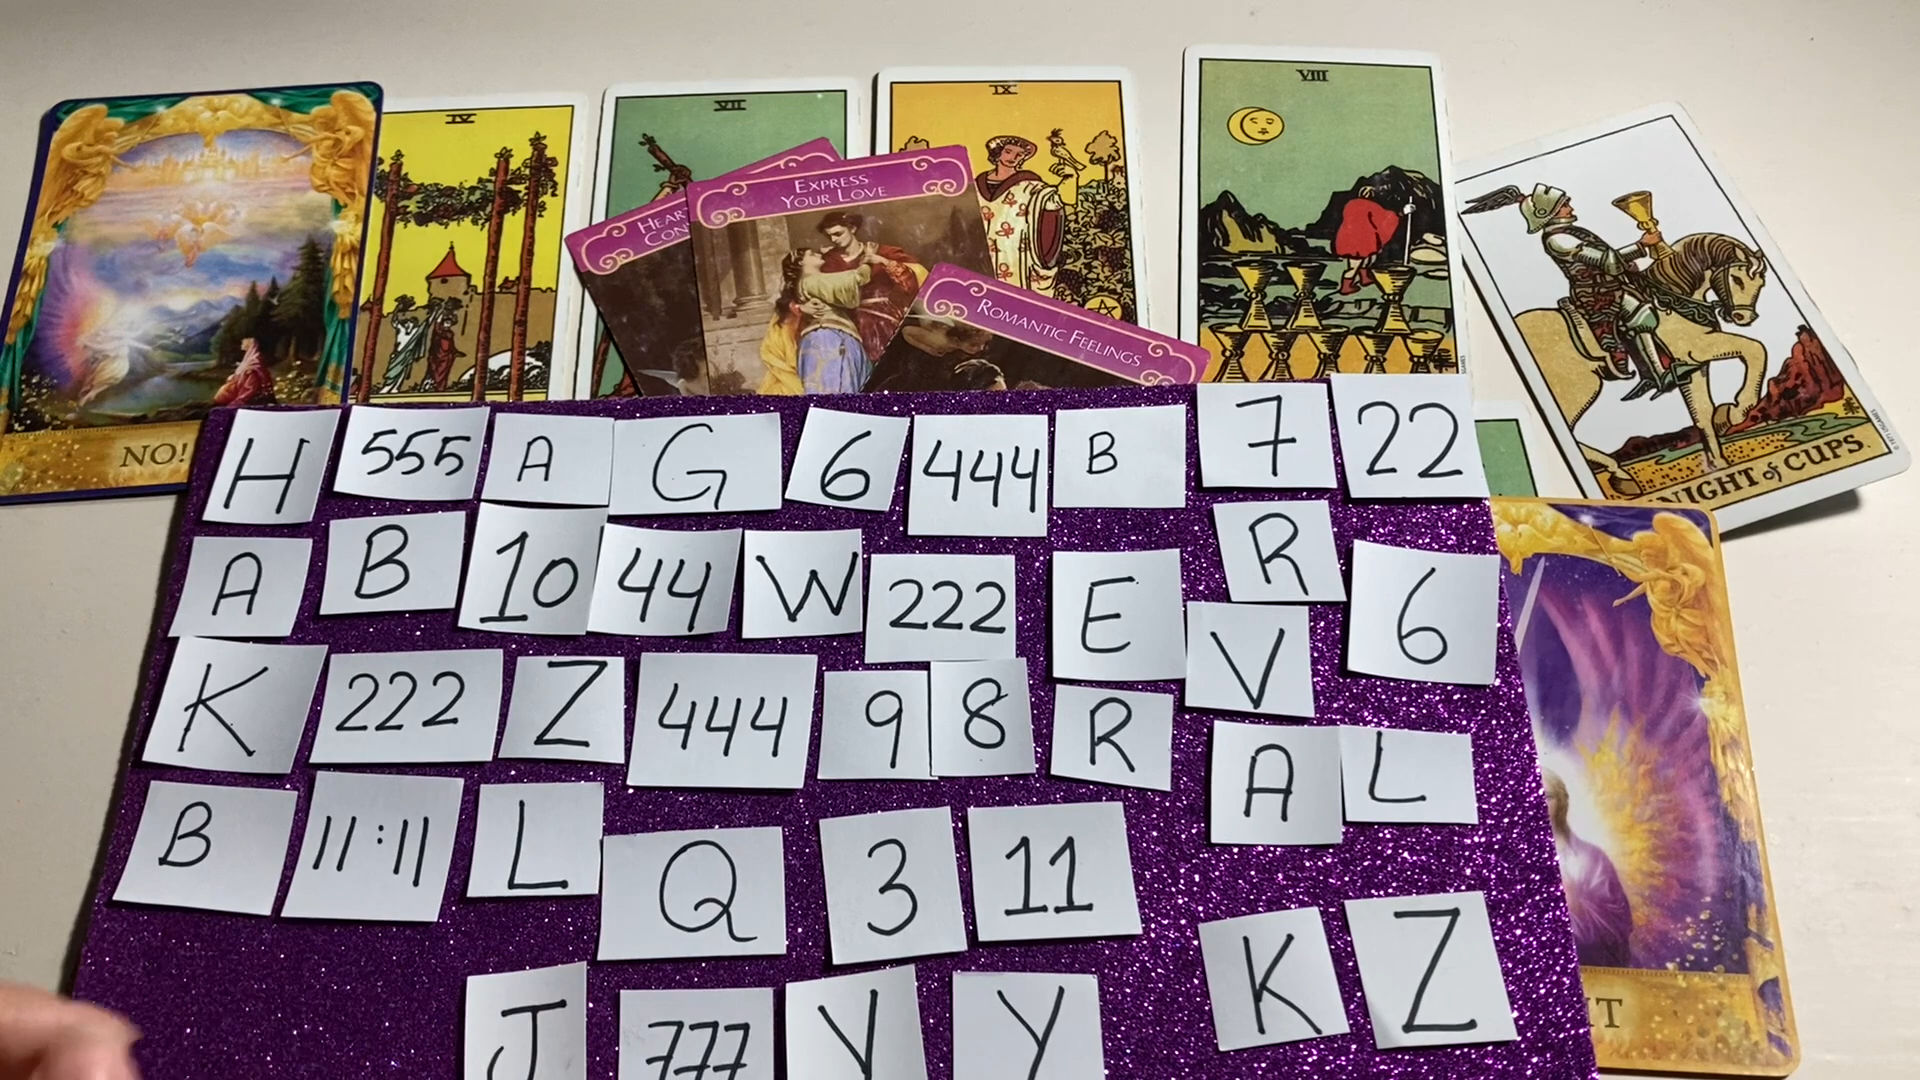 IV
VII
IX
VIII
EXPRESS
YOUR LOVE
HEART
CON
ROMANTIC FEELINGS
KNIGHT of CUPS.
NO!
H 555 A G 6 444 B 7 22
A B 10 44 W 222 E R 6
V
K 222 Z 444 9 8 R A L
B 11:11 L Q 3 11
K Z
J 777 V Y
IT